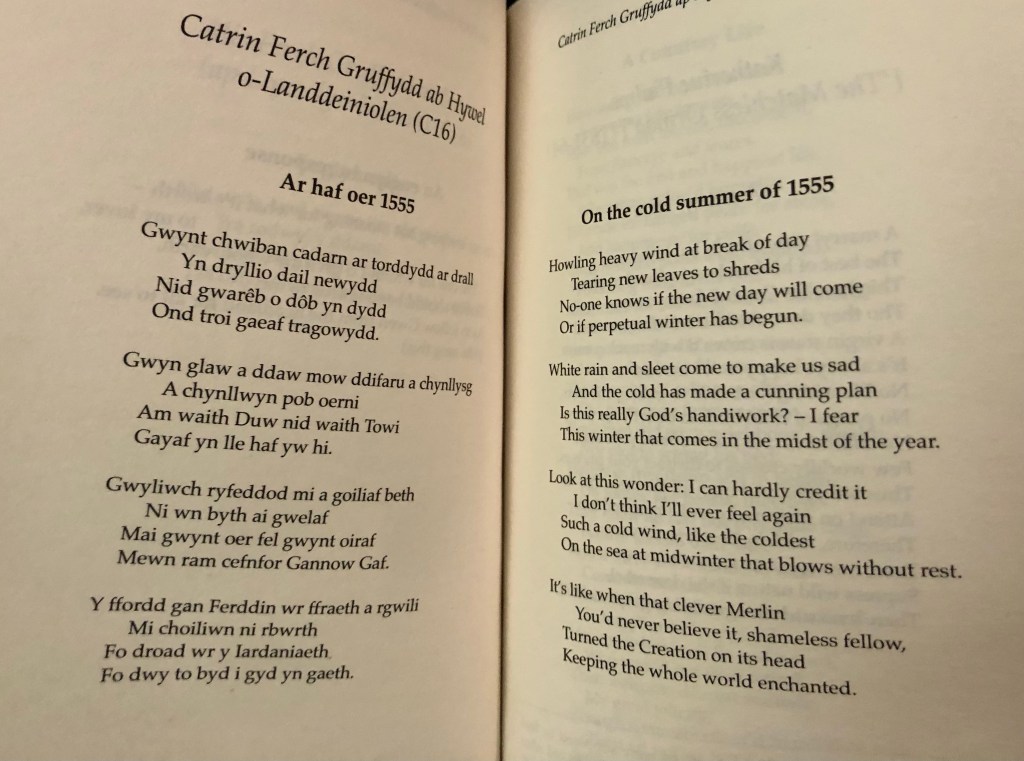 Catrin Ferch Gruffydd ab Hywel
o-Landdeiniolen (C16)
Ar haf oer 1555
Gwynt chwiban cadarn ar torddydd ar drall
Yn dryllio dail newydd
Nid gwarêb o dôb yn dydd
Ond troi gaeaf tragowydd.
Gwyn glaw a ddaw mow ddifaru a chynllysg
A chynllwyn pob oerni
Am waith Duw nid waith Towi
Gayaf yn lle haf yw hi.
Gwyliwch ryfeddod mi a goiliaf beth
Ni wn byth ai gwelaf
Mai gwynt oer fel gwynt oiraf
Mewn ram cefnfor Gannow Gaf.
Y ffordd gan Ferddin wr ffraeth a rgwili
Mi choiliwn ni rbwrth
Fo droad wr y Iardaniaeth
Fo dwy to byd i gyd yn gaeth.
Catrin Ferch Gruffydd
On the cold summer of 1555
Howling heavy wind at break of day
Tearing new leaves to shreds
No-one knows if the new day will come
Or if perpetual winter has begun.
White rain and sleet come to make us sad
And the cold has made a cunning plan
Is this really God's handiwork? – I fear
This winter that comes in the midst of the year.
Look at this wonder: I can hardly credit it
I don't think I'll ever feel again
Such a cold wind, like the coldest
On the sea at midwinter that blows without rest.
It's like when that clever Merlin
You'd never believe it, shameless fellow,
Turned the Creation on its head
Keeping the whole world enchanted.